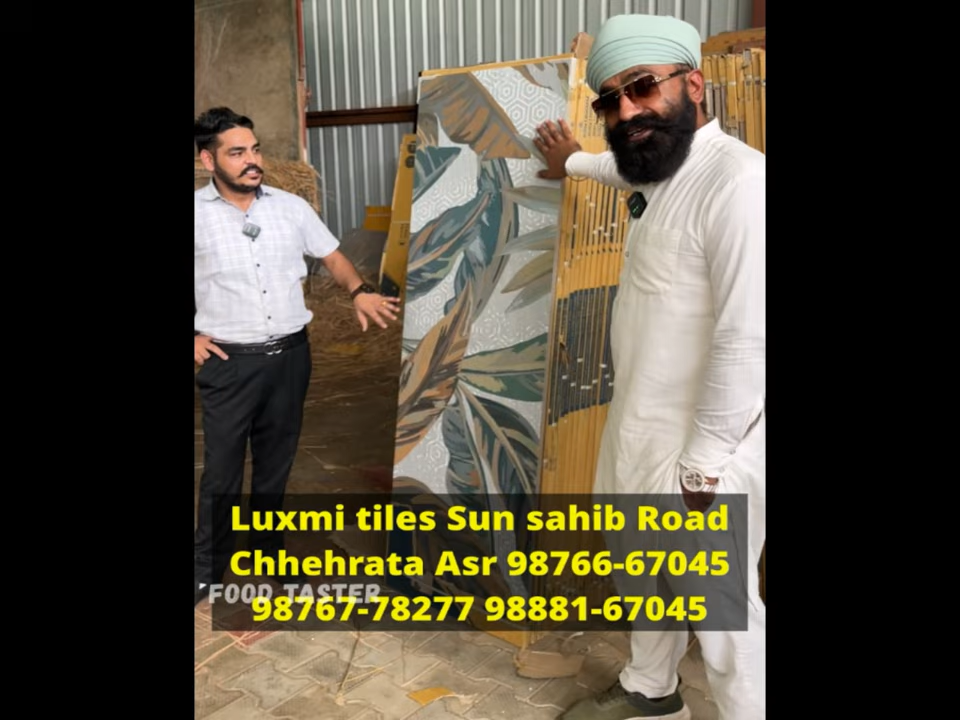 Luxmi tiles Sun sahib Road
Chhehrata Asr 98766-67045
FOOD TASTER
98767-78277 98881-67045